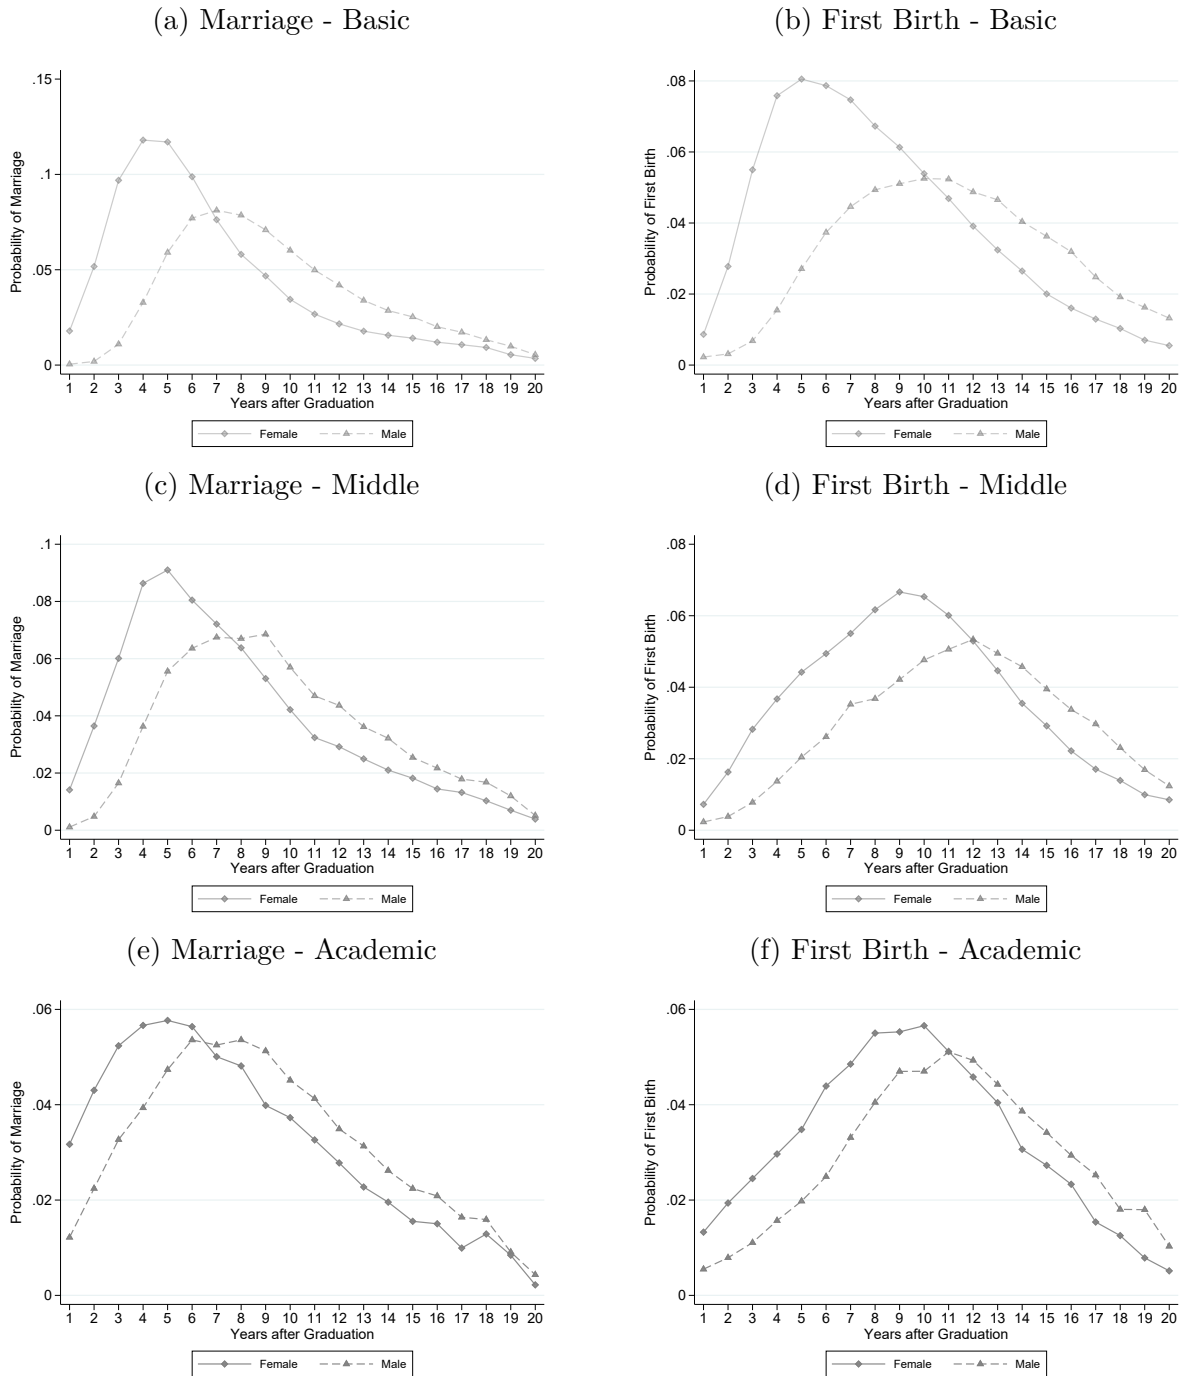 (a) Marriage - Basic
.15
.1
.05
0
Probability of Marriage
1 2 3 4 5 6 7 8 9 10 11 12 13 14 15 16 17 18 19 20
Years after Graduation
Female Male
(b) First Birth - Basic
.08
.06
.04
.02
0
Probability of First Birth
1 2 3 4 5 6 7 8 9 10 11 12 13 14 15 16 17 18 19 20
Years after Graduation
Female Male
(c) Marriage - Middle
.1
.08
.06
.04
.02
0
Probability of Marriage
1 2 3 4 5 6 7 8 9 10 11 12 13 14 15 16 17 18 19 20
Years after Graduation
Female Male
(d) First Birth - Middle
.08
.06
.04
.02
0
Probability of First Birth
1 2 3 4 5 6 7 8 9 10 11 12 13 14 15 16 17 18 19 20
Years after Graduation
Female Male
(e) Marriage - Academic
.06
.04
.02
0
Probability of Marriage
1 2 3 4 5 6 7 8 9 10 11 12 13 14 15 16 17 18 19 20
Years after Graduation
Female Male
(f) First Birth - Academic
.06
.04
.02
0
Probability of First Birth
1 2 3 4 5 6 7 8 9 10 11 12 13 14 15 16 17 18 19 20
Years after Graduation
Female Male